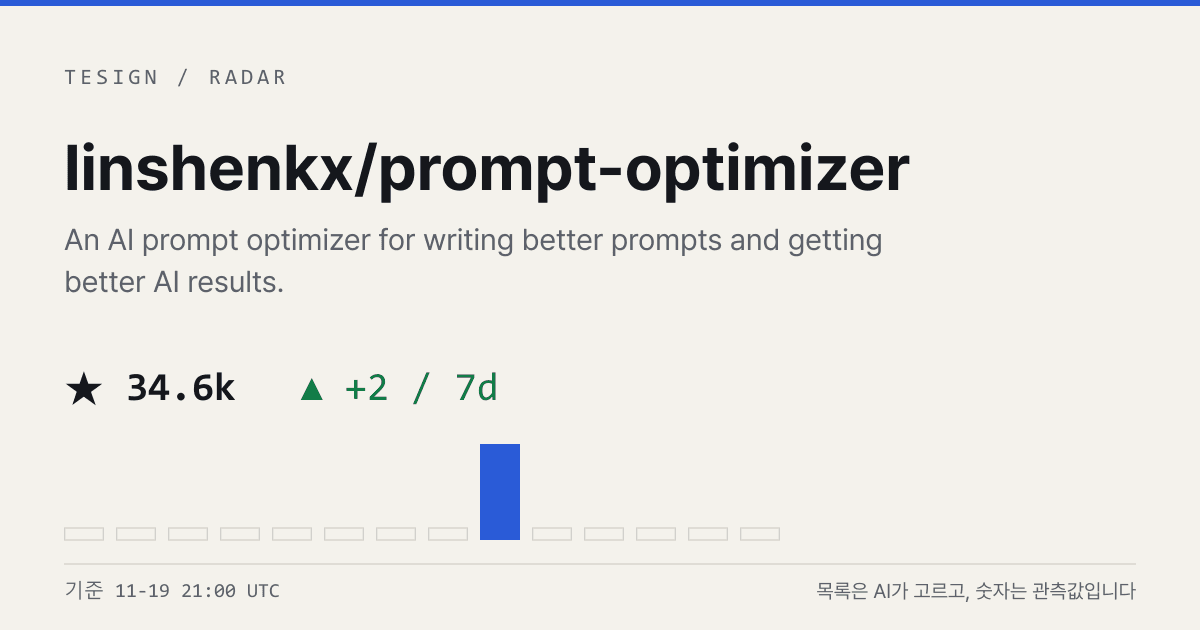 TESIGN / RADAR
linshenkx/prompt-optimizer
An AI prompt optimizer for writing better prompts and getting
better AI results.
★ 34.6k ▲ +2 / 7d
기준 11-19 21:00 UTC
목록은 AI가 고르고, 숫자는 관측값입니다